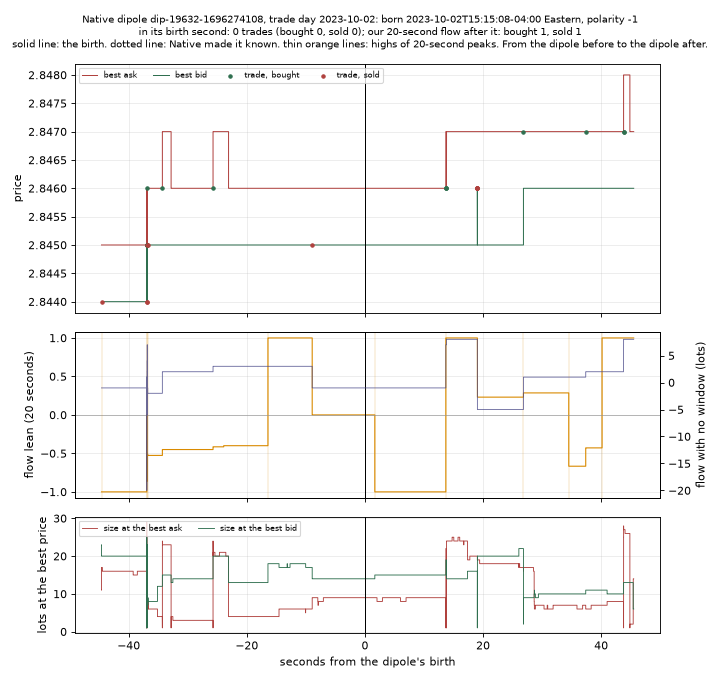 Native dipole dip-19632-1696274108, trade day 2023-10-02: born 2023-10-02T15:15:08-04:00 Eastern, polarity -1
in its birth second: 0 trades (bought 0, sold 0); our 20-second flow after it: bought 1, sold 1
solid line: the birth. dotted line: Native made it known. thin orange lines: highs of 20-second peaks. From the dipole before to the dipole after.
best ask best bid trade, bought trade, sold
2.8480
2.8475
2.8470
2.8465
2.8460
2.8455
2.8450
2.8445
2.8440
price
1.0
0.5
0.0
−0.5
−1.0
flow lean (20 seconds)
5
0
−5
−10
−15
−20
flow with no window (lots)
size at the best ask size at the best bid
30
20
10
0
lots at the best price
−40 −20 0 20 40
seconds from the dipole's birth